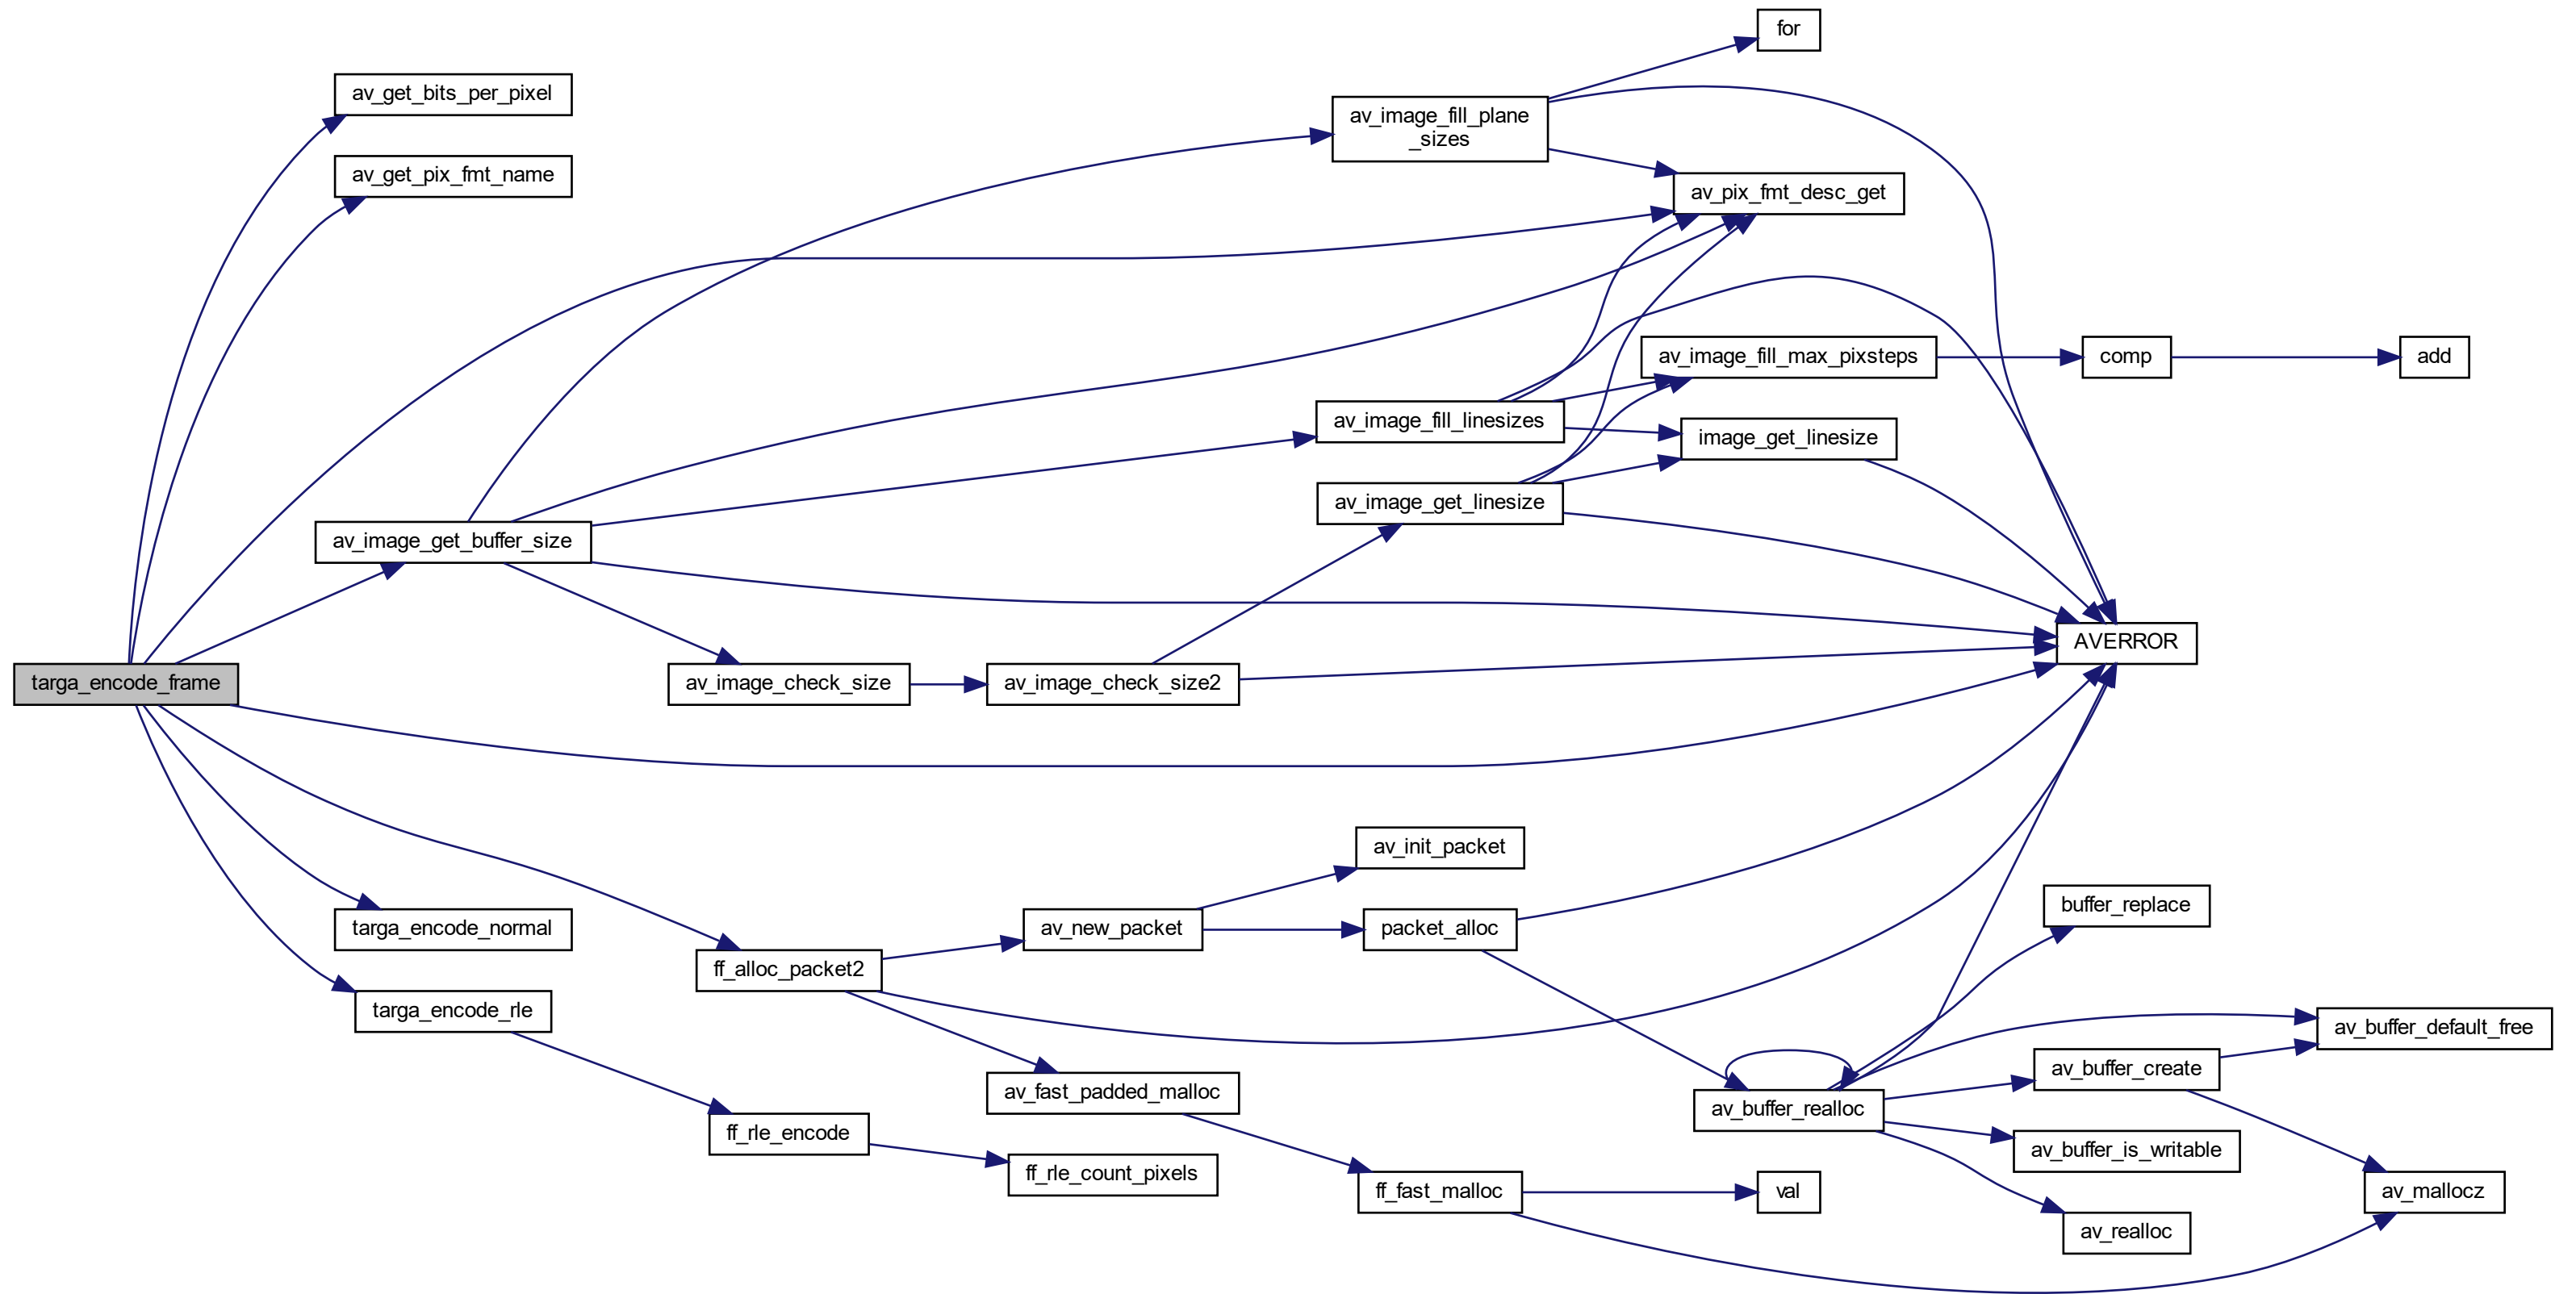 for
av_get_bits_per_pixel
av_image_fill_plane
_sizes
av_get_pix_fmt_name
av_pix_fmt_desc_get
av_image_fill_max_pixsteps
comp
add
av_image_fill_linesizes
image_get_linesize
av_image_get_linesize
av_image_get_buffer_size
AVERROR
targa_encode_frame
av_image_check_size
av_image_check_size2
av_init_packet
buffer_replace
targa_encode_normal
av_new_packet
packet_alloc
ff_alloc_packet2
targa_encode_rle
av_buffer_default_free
av_buffer_create
av_fast_padded_malloc
av_buffer_realloc
ff_rle_encode
av_buffer_is_writable
ff_rle_count_pixels
ff_fast_malloc
val
av_mallocz
av_realloc